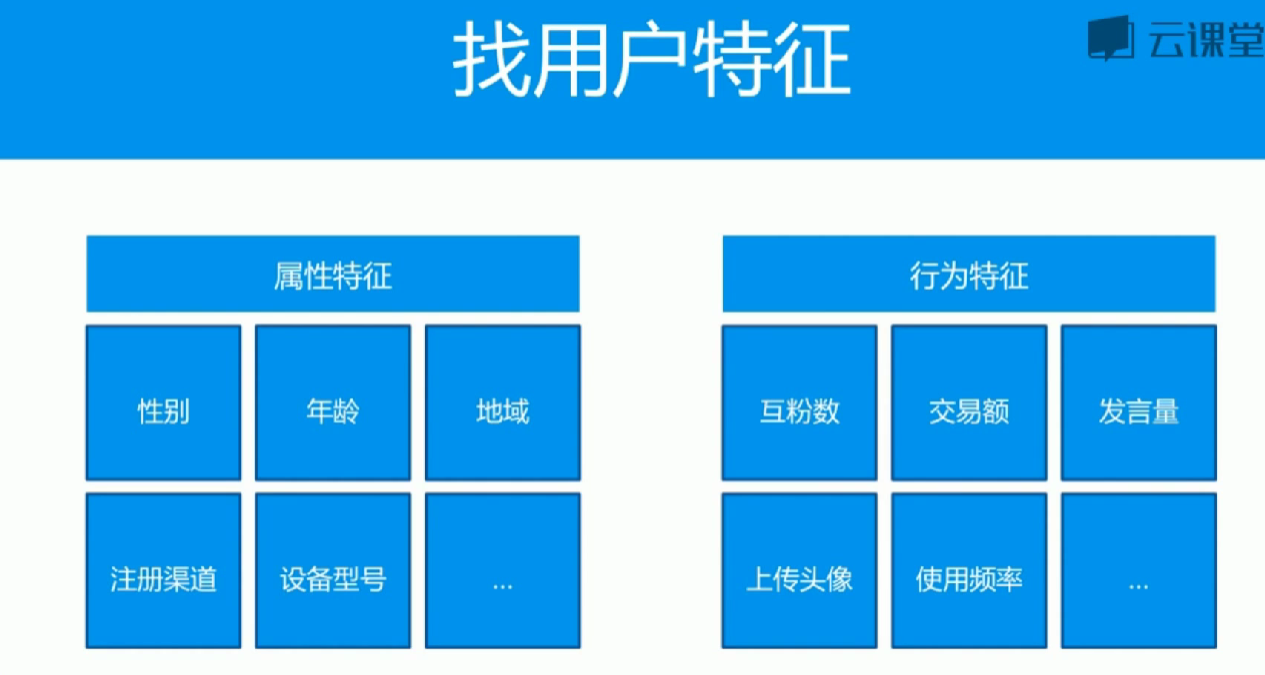 找用户特征
云课堂
属性特征
性别
年龄
地域
注册渠道
设备型号
...
行为特征
互粉数
交易额
发言量
上传头像
使用频率
...